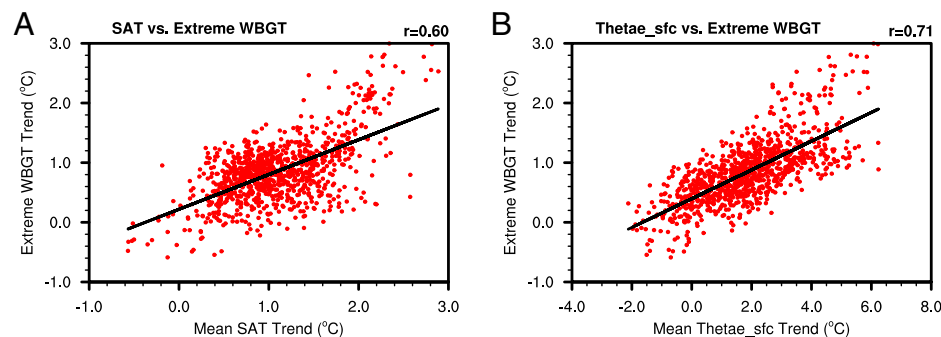 A
SAT vs. Extreme WBGT
r=0.60
3.0
2.0
1.0
0.0
-1.0
Extreme WBGT Trend (°C)
-1.0 0.0 1.0 2.0 3.0
Mean SAT Trend (°C)
B
Thetae_sfc vs. Extreme WBGT
r=0.71
3.0
2.0
1.0
0.0
-1.0
Extreme WBGT Trend (°C)
-4.0 -2.0 0.0 2.0 4.0 6.0 8.0
Mean Thetae_sfc Trend (°C)